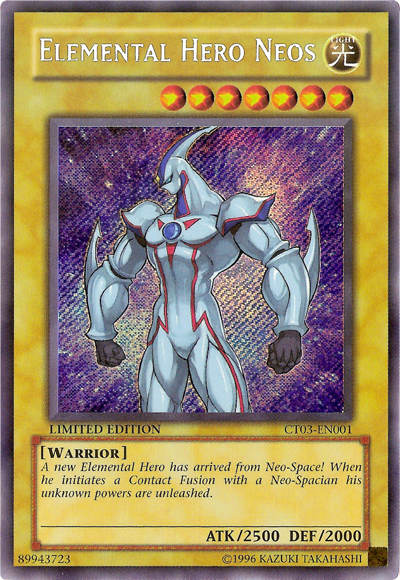 Elemental Hero Neos
LIGHT
光
LIMITED EDITION CT03-EN001
[Warrior]
A new Elemental Hero has arrived from Neo-Space! When
he initiates a Contact Fusion with a Neo-Spacian his
unknown powers are unleashed.
ATK/2500 DEF/2000
89943723 ©1996 KAZUKI TAKAHASHI